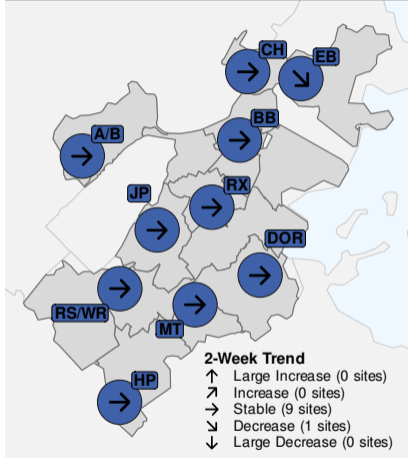 CH
EB
BB
A/B
RX
JP
DOR
RS/WR
MT
HP
2-Week Trend
↑ Large Increase (0 sites)
↗ Increase (0 sites)
→ Stable (9 sites)
↘ Decrease (1 sites)
↓ Large Decrease (0 sites)